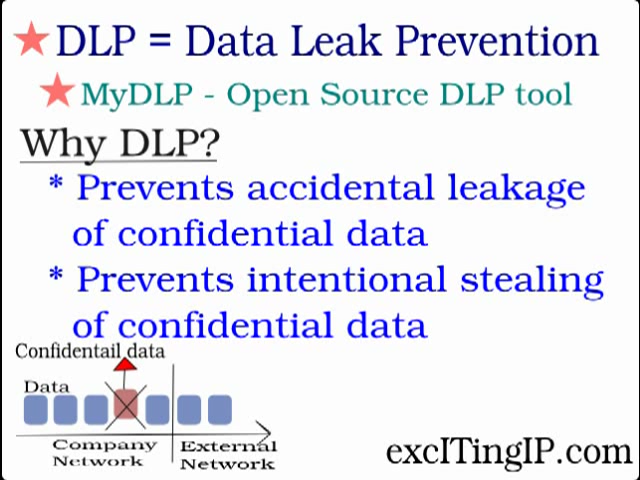 DLP = Data Leak Prevention
MyDLP - Open Source DLP tool
Why DLP?
* Prevents accidental leakage
of confidential data
* Prevents intentional stealing
of confidential data
Confidentail data
Data
Company
Network
External
Network
excITingIP.com